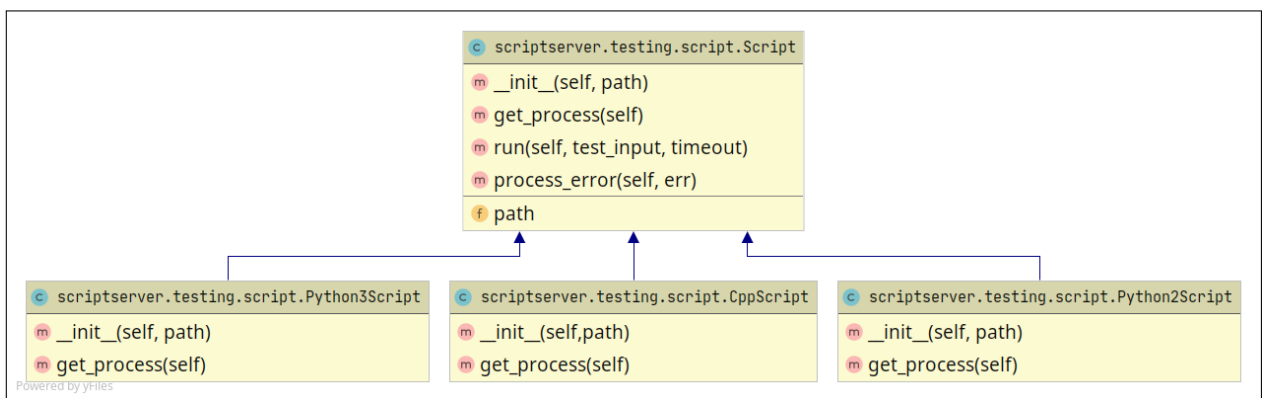 C scriptserver.testing.script.Script
m __init__(self, path)
m get_process(self)
m run(self, test_input, timeout)
m process_error(self, err)
f path
C scriptserver.testing.script.Python3Script
m __init__(self, path)
m get_process(self)
C scriptserver.testing.script.CppScript
m __init__(self,path)
m get_process(self)
C scriptserver.testing.script.Python2Script
m __init__(self, path)
m get_process(self)
Powered by yFiles